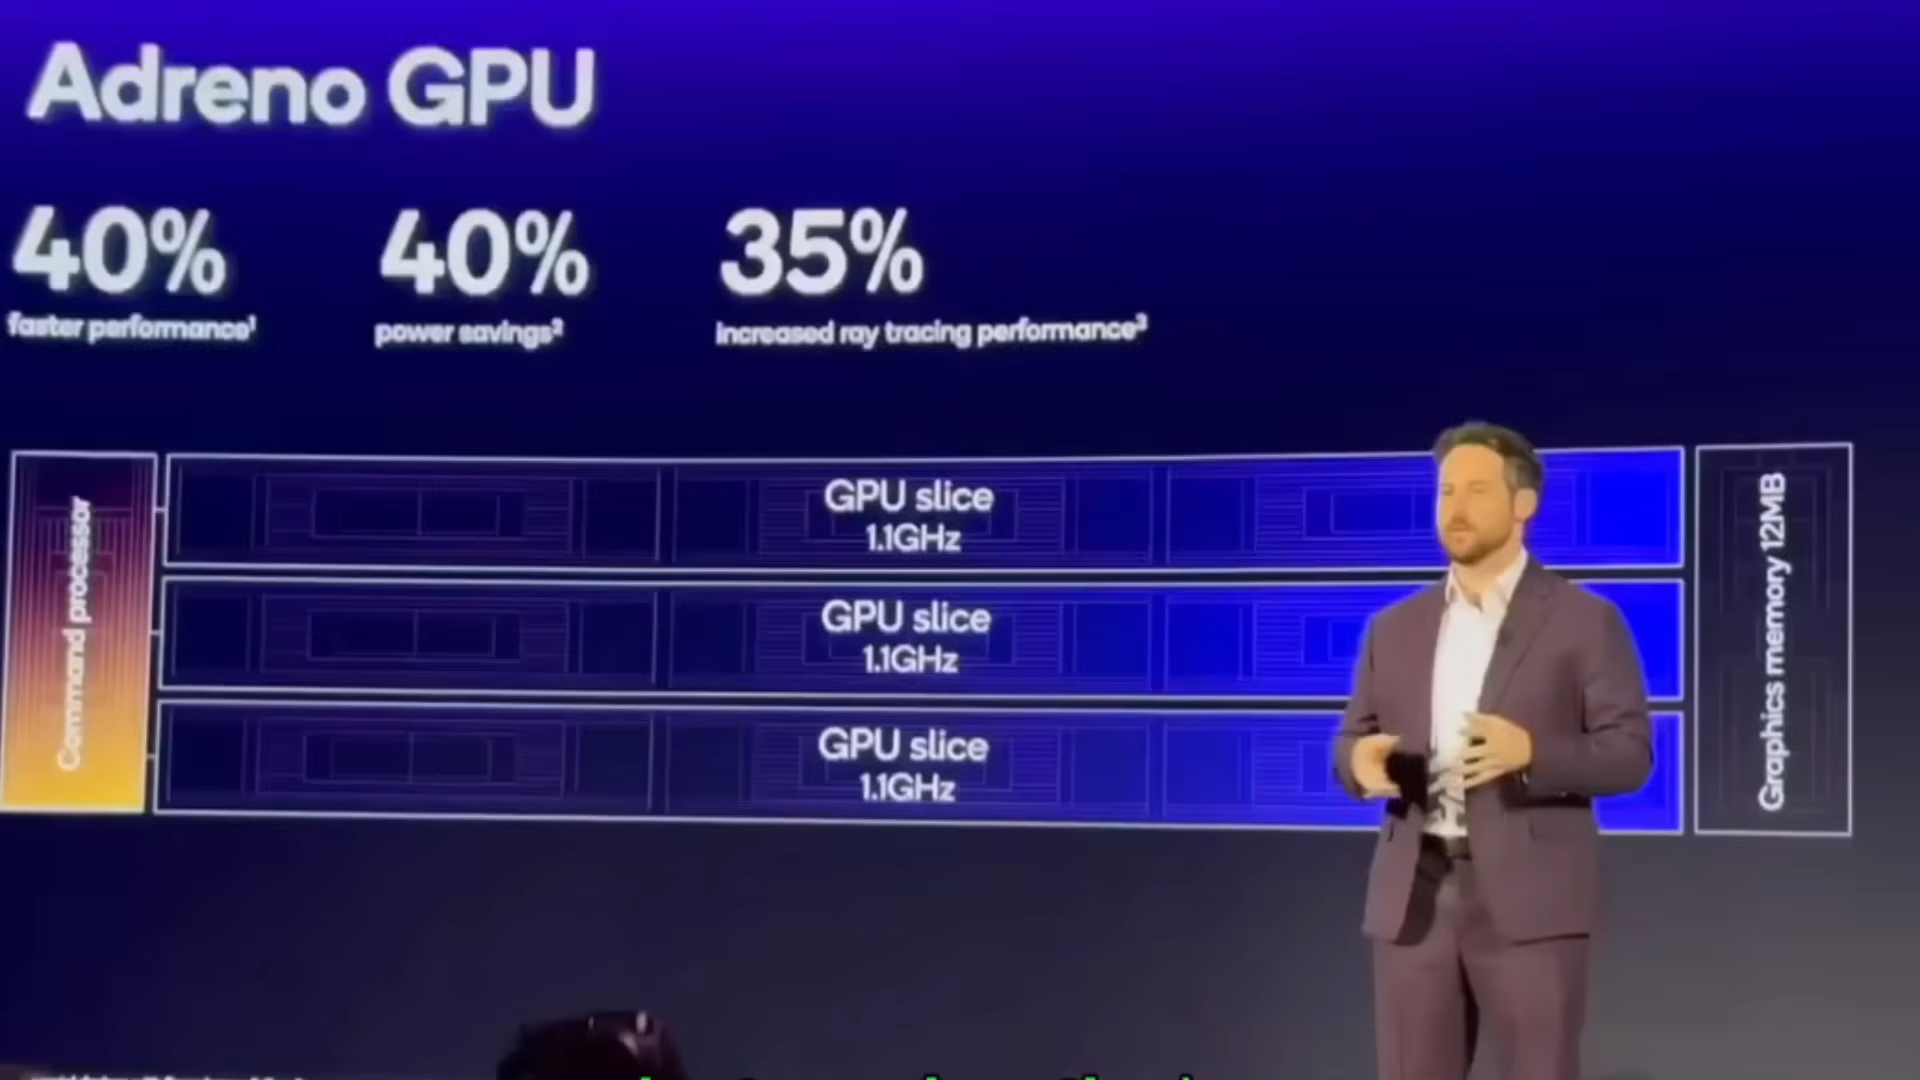 Adreno GPU
40%
faster performance¹
40%
power savings²
35%
increased ray tracing performance³
Command processor
GPU slice
1.1GHz
GPU slice
1.1GHz
GPU slice
1.1GHz
Graphics memory 12MB